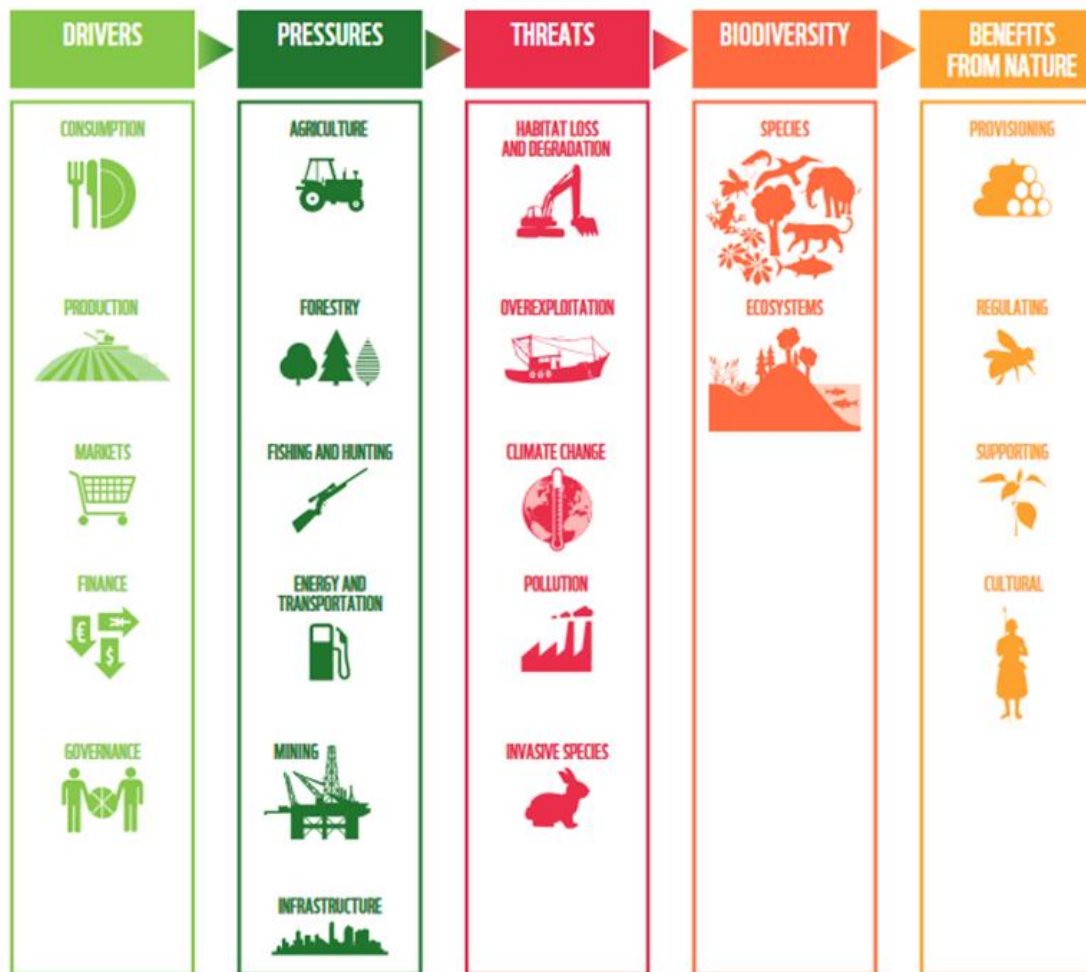 DRIVERS
PRESSURES
THREATS
BIODIVERSITY
BENEFITS
FROM NATURE
CONSUMPTION
PRODUCTION
MARKETS
FINANCE
€
¥
$
GOVERNANCE
AGRICULTURE
FORESTRY
FISHING AND HUNTING
ENERGY AND
TRANSPORTATION
MINING
INFRASTRUCTURE
HABITAT LOSS
AND DEGRADATION
OVEREXPLOITATION
CLIMATE CHANGE
POLLUTION
INVASIVE SPECIES
SPECIES
ECOSYSTEMS
PROVISIONING
REGULATING
SUPPORTING
CULTURAL